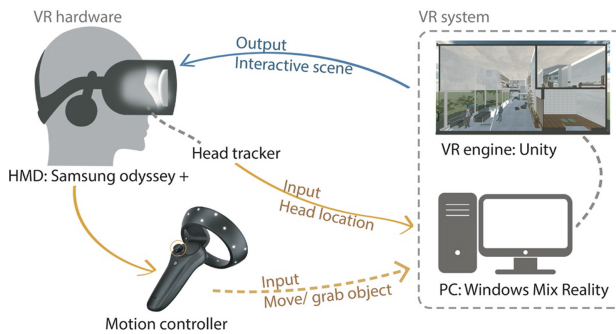 VR hardware
VR system
Output
Interactive scene
VR engine: Unity
Head tracker
HMD: Samsung odyssey +
Input
Head location
PC: Windows Mix Reality
Input
Move/ grab object
Motion controller